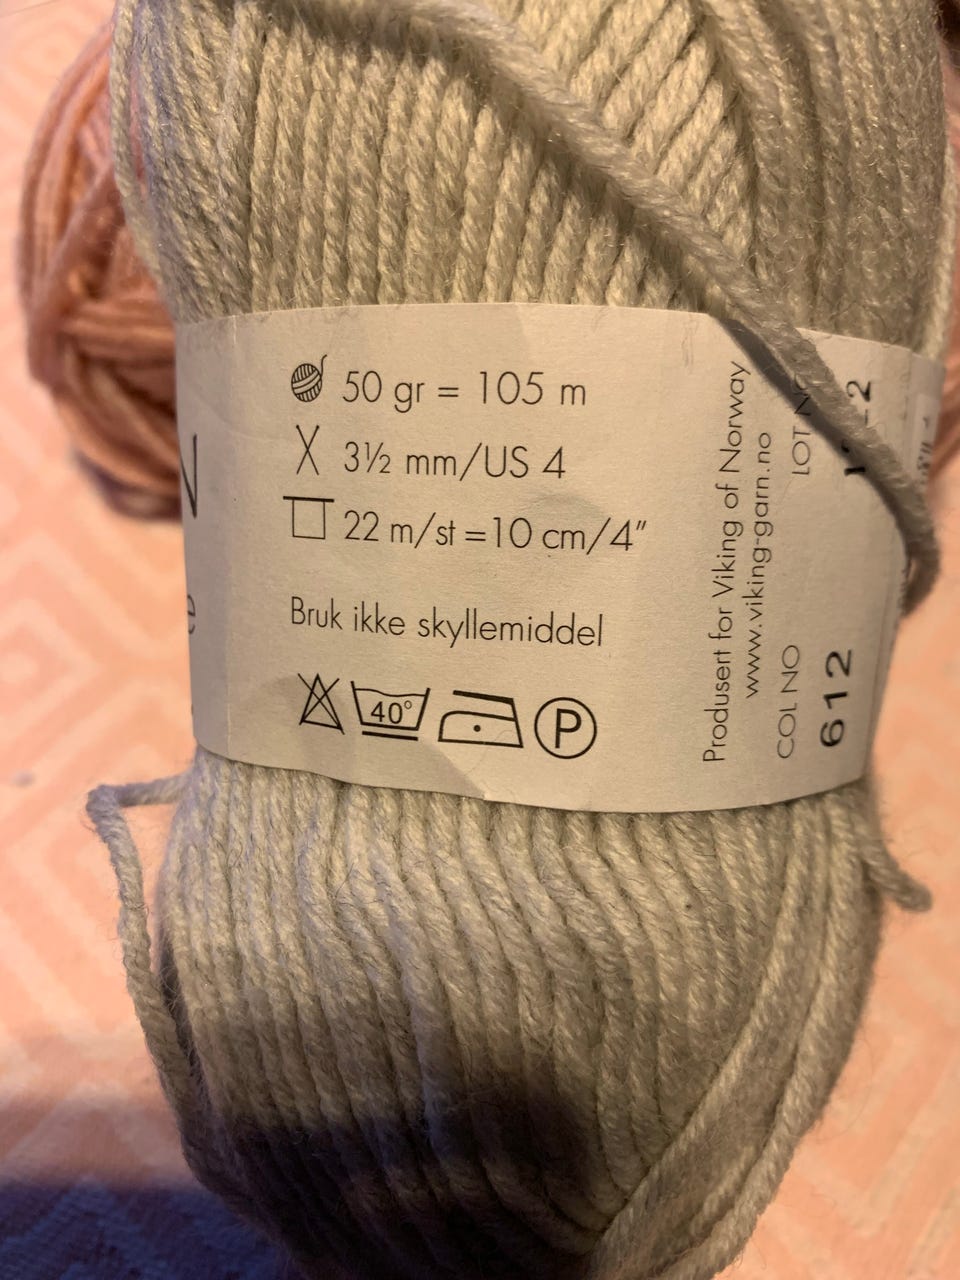 50 gr = 105 m
3½ mm/US 4
22 m/st =10 cm/4"
Bruk ikke skyllemiddel
40°
P
Produsert for Viking of Norway
www.viking-garn.no
COL NO
LOT
612